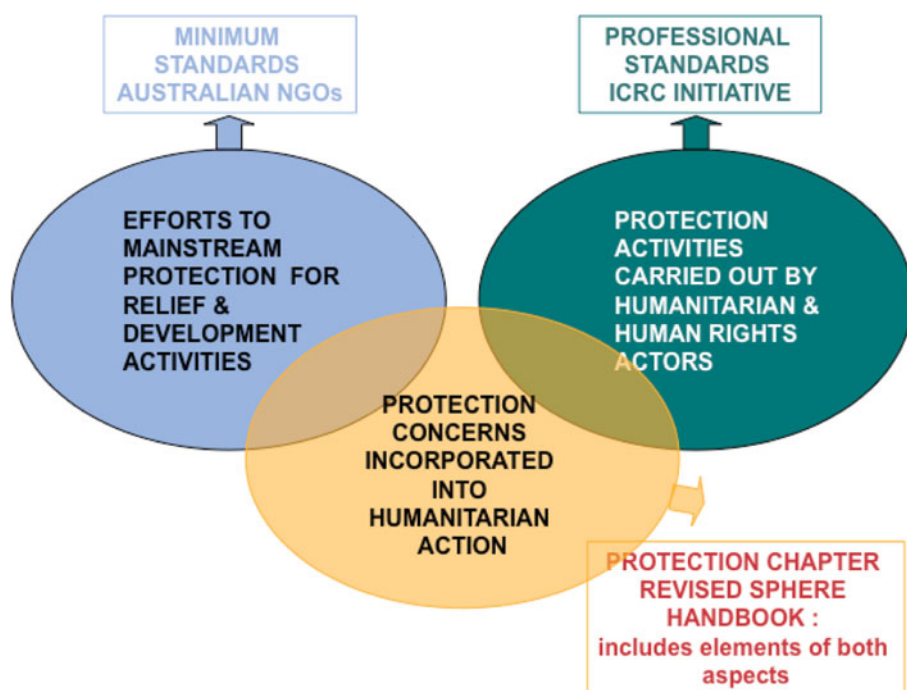 MINIMUM
STANDARDS
AUSTRALIAN NGOs
PROFESSIONAL
STANDARDS
ICRC INITIATIVE
EFFORTS TO
MAINSTREAM
PROTECTION FOR
RELIEF &
DEVELOPMENT
ACTIVITIES
PROTECTION
ACTIVITIES
CARRIED OUT BY
HUMANITARIAN &
HUMAN RIGHTS
ACTORS
PROTECTION
CONCERNS
INCORPORATED
INTO
HUMANITARIAN
ACTION
PROTECTION CHAPTER
REVISED SPHERE
HANDBOOK :
includes elements of both
aspects